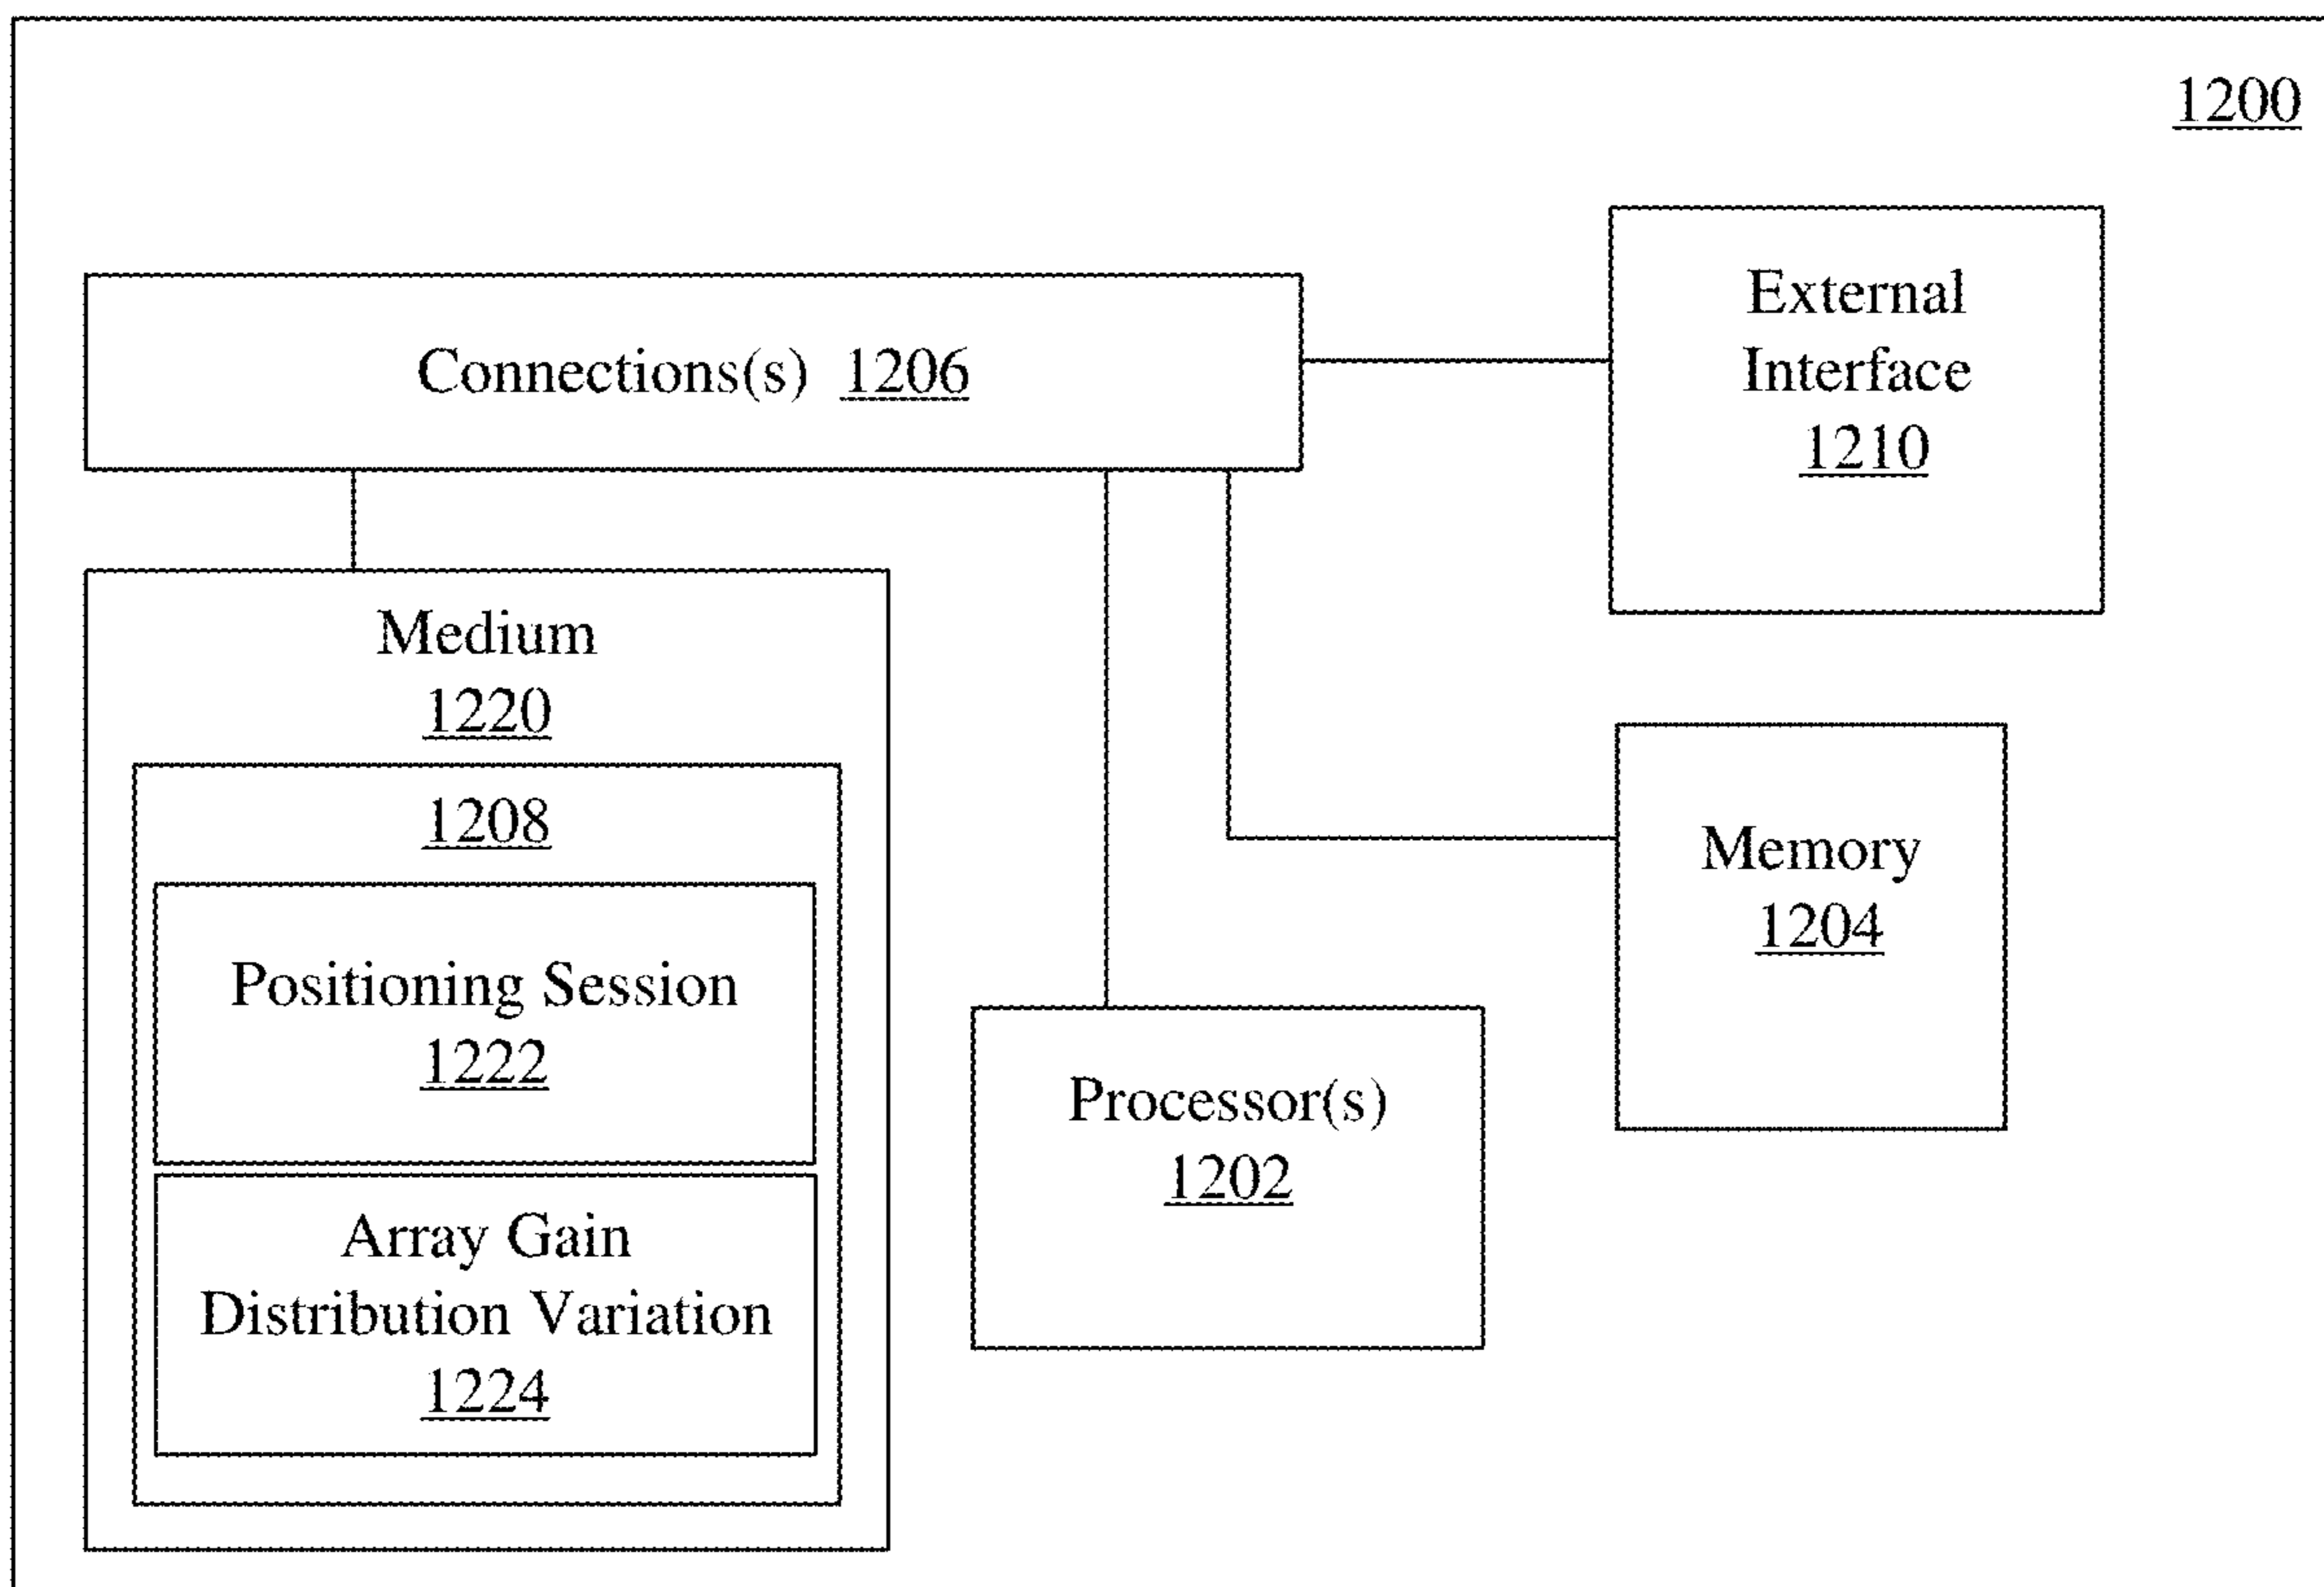 1200
Connections(s) 1206
External
Interface
1210
Medium
1220
1208
Positioning Session
1222
Array Gain
Distribution Variation
1224
Processor(s)
1202
Memory
1204